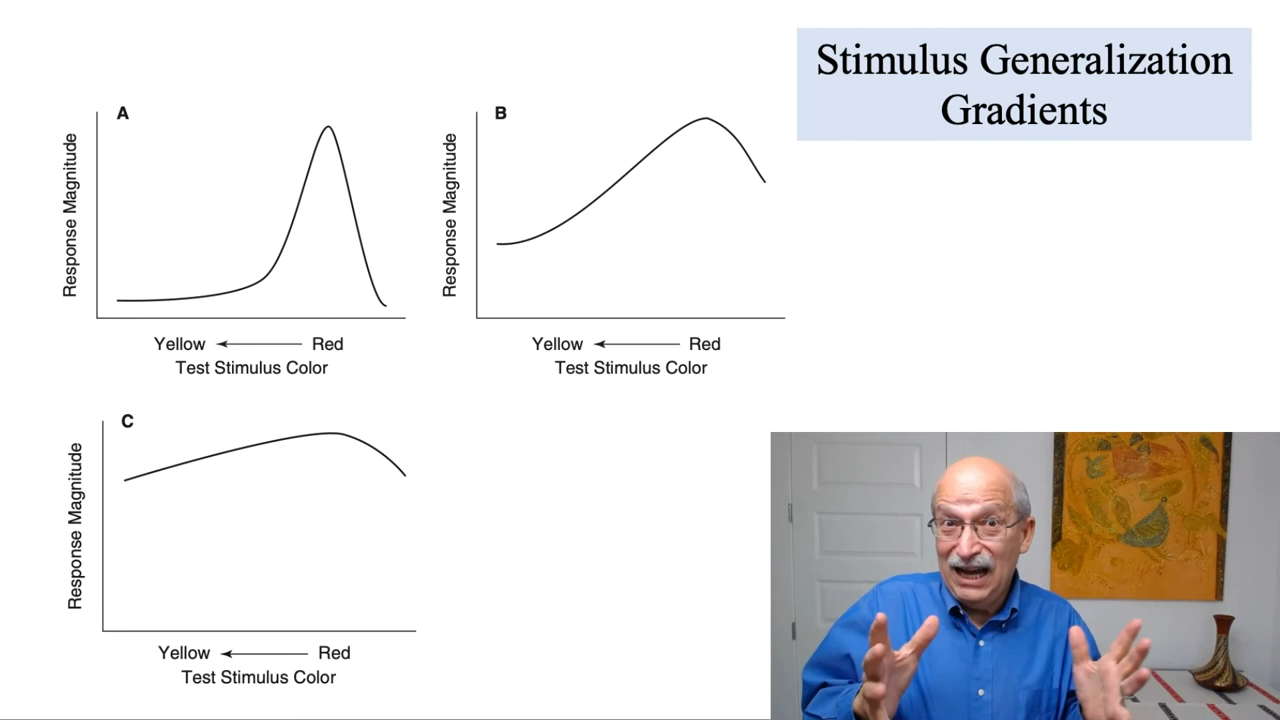 Stimulus Generalization
Gradients
A
Response Magnitude
Yellow Red
Test Stimulus Color
B
Response Magnitude
Yellow Red
Test Stimulus Color
C
Response Magnitude
Yellow Red
Test Stimulus Color